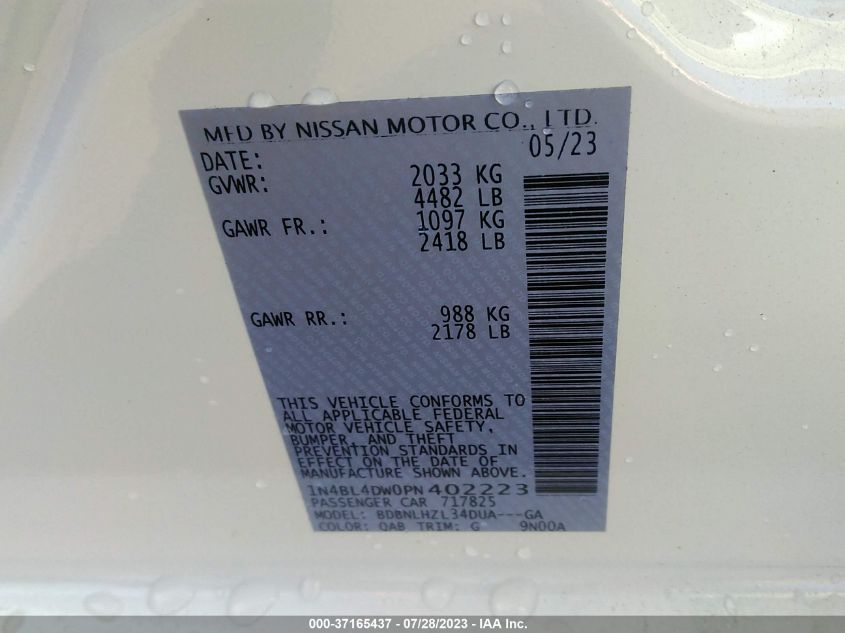 MFD BY NISSAN MOTOR CO., LTD.
DATE: 05/23
GVWR: 2033 KG
4482 LB
GAWR FR.: 1097 KG
2418 LB
GAWR RR.: 988 KG
2178 LB
THIS VEHICLE CONFORMS TO
ALL APPLICABLE FEDERAL
MOTOR VEHICLE SAFETY,
BUMPER, AND THEFT
PREVENTION STANDARDS IN
EFFECT ON THE DATE OF
MANUFACTURE SHOWN ABOVE.
1N4BL4DW0PN402223
PASSENGER CAR 717825
MODEL: BDBNLHZL34DUA---GA
COLOR: QAB TRIM: G 9N00A
000-37165437 / 07/28/2023 - IAA Inc.